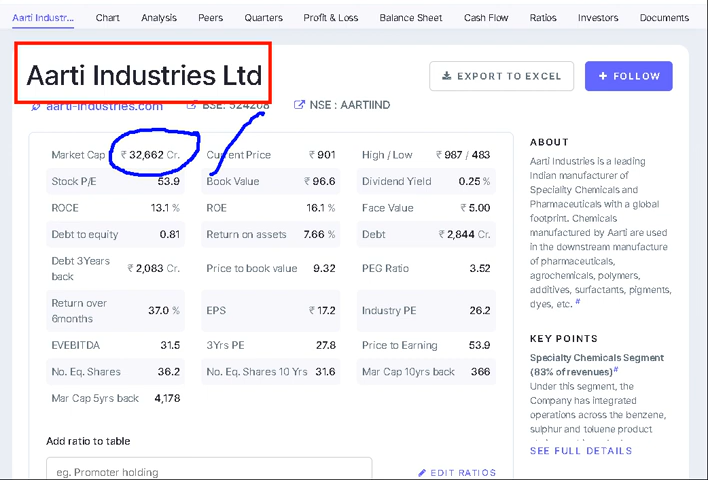 Aarti Industr... Chart Analysis Peers Quarters Profit & Loss Balance Sheet Cash Flow Ratios Investors Documents
Aarti Industries Ltd
EXPORT TO EXCEL + FOLLOW
aarti-industries.com BSE: 524208 NSE : AARTIIND
Market Cap ₹ 32,662 Cr. Current Price ₹ 901 High / Low ₹ 987 / 483
Stock P/E 53.9 Book Value ₹ 96.6 Dividend Yield 0.25 %
ROCE 13.1 % ROE 16.1 % Face Value ₹ 5.00
Debt to equity 0.81 Return on assets 7.66 % Debt ₹ 2,844 Cr.
Debt 3Years back ₹ 2,083 Cr. Price to book value 9.32 PEG Ratio 3.52
Return over 6months 37.0 % EPS ₹ 17.2 Industry PE 26.2
EVEBITDA 31.5 3Yrs PE 27.8 Price to Earning 53.9
No. Eq. Shares 36.2 No. Eq. Shares 10 Yrs 31.6 Mar Cap 10yrs back 366
Mar Cap 5yrs back 4,178
Add ratio to table
eg. Promoter holding
EDIT RATIOS
ABOUT
Aarti Industries is a leading
Indian manufacturer of
Specialty Chemicals and
Pharmaceuticals with a global
footprint. Chemicals
manufactured by Aarti are used
in the downstream manufacture
of pharmaceuticals,
agrochemicals, polymers,
additives, surfactants, pigments,
dyes, etc. #
KEY POINTS
Specialty Chemicals Segment
(83% of revenues)#
Under this segment, the
Company has integrated
operations across the benzene,
sulphur and toluene product
SEE FULL DETAILS